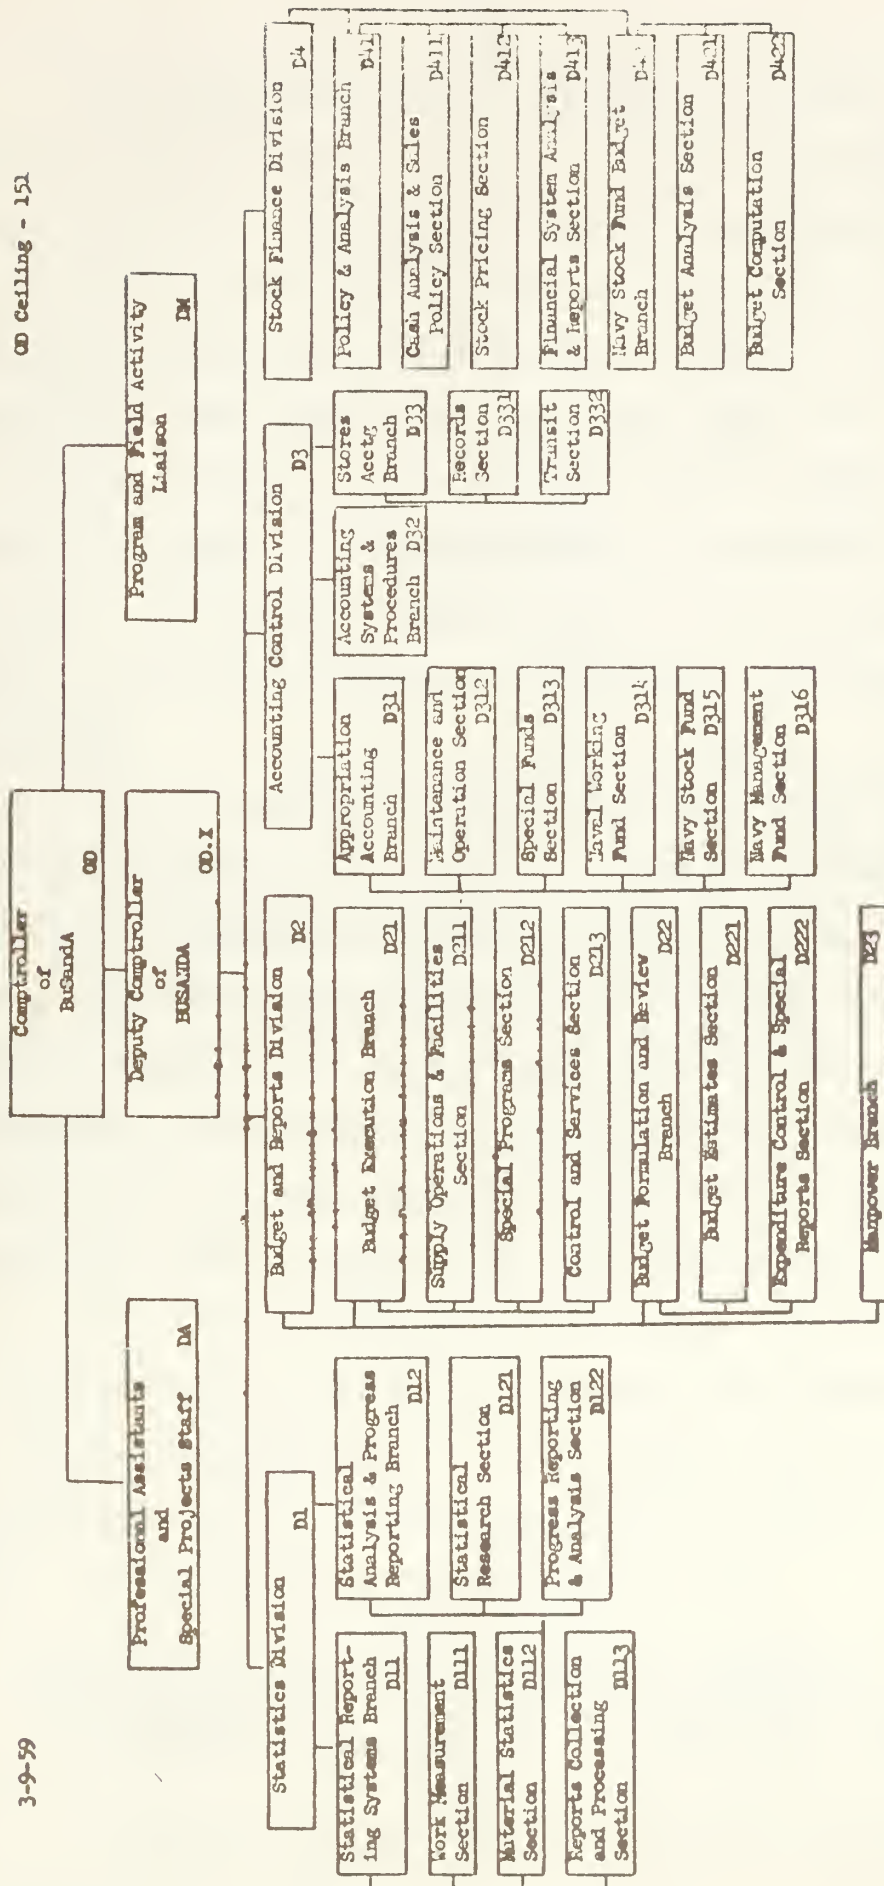 3-9-59
OD Ceiling - 151
Comptroller
of
BuSandA
OD
Professional Assistants
and
Special Projects Staff DA
Deputy Comptroller
of
BUSANDA
OD.X
Program and Field Activity
Liaison
DM
Statistics Division
D1
Statistical Report-
ing Systems Branch
D11
Work Measurement
Section D111
Material Statistics
Section D112
Reports Collection
and Processing
Section D113
Statistical
Analysis & Progress
Reporting Branch
D12
Statistical
Research Section
D121
Progress Reporting
& Analysis Section
D122
Budget and Reports Division
D2
Budget Execution Branch
D21
Supply Operations & Facilities
Section D211
Special Programs Section
D212
Control and Services Section
D213
Budget Formulation and Review
Branch D22
Budget Estimates Section
D221
Expenditure Control & Special
Reports Section D222
Manpower Branch D23
Accounting Control Division
D3
Appropriation
Accounting
Branch D31
Maintenance and
Operation Section
D312
Special Funds
Section D313
Naval Working
Fund Section
D314
Navy Stock Fund
Section D315
Navy Management
Fund Section
D316
Accounting
Systems &
Procedures
Branch D32
Stores
Acctg
Branch
D33
Records
Section
D331
Transit
Section
D332
Stock Finance Division
D4
Policy & Analysis Branch
D41
Cash Analysis & Sales
Policy Section D411
Stock Pricing Section
D412
Financial System Analysis
& Reports Section D413
Navy Stock Fund Budget
Branch
Budget Analysis Section
D421
Budget Computation
Section D422